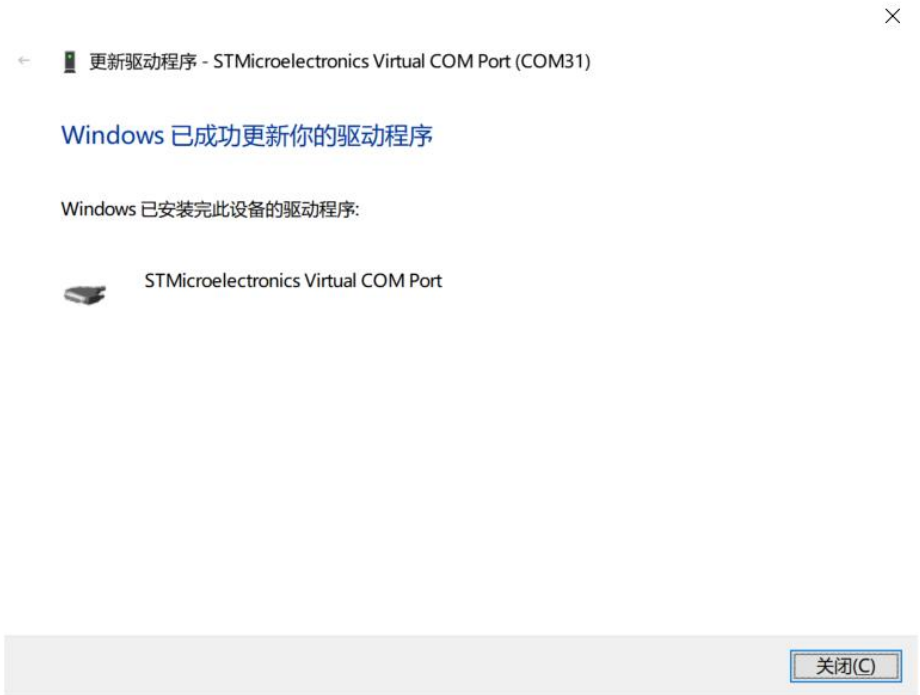 更新驱动程序 - STMicroelectronics Virtual COM Port (COM31)
Windows 已成功更新你的驱动程序
Windows 已安装完此设备的驱动程序:
STMicroelectronics Virtual COM Port
关闭(C)